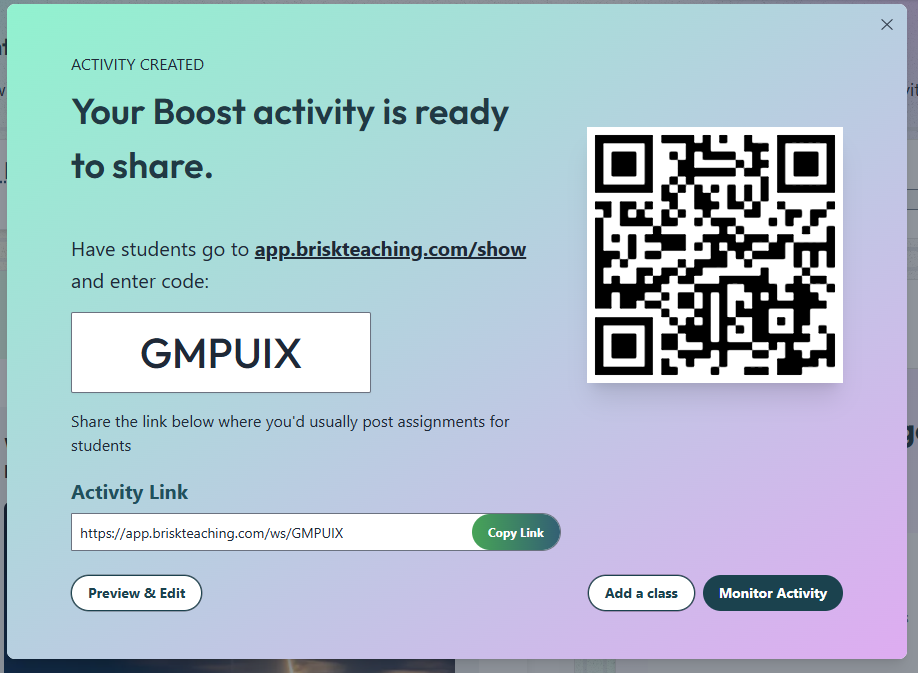 ACTIVITY CREATED
Your Boost activity is ready
to share.
Have students go to app.briskteaching.com/show
and enter code:
GMPUIX
Share the link below where you'd usually post assignments for
students
Activity Link
https://app.briskteaching.com/ws/GMPUIX
Copy Link
Preview & Edit
Add a class
Monitor Activity